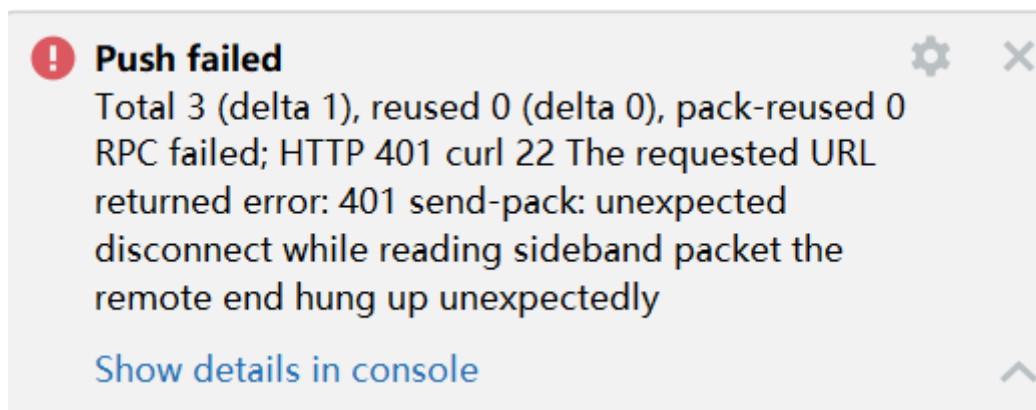 Push failed
Total 3 (delta 1), reused 0 (delta 0), pack-reused 0
RPC failed; HTTP 401 curl 22 The requested URL
returned error: 401 send-pack: unexpected
disconnect while reading sideband packet the
remote end hung up unexpectedly
Show details in console